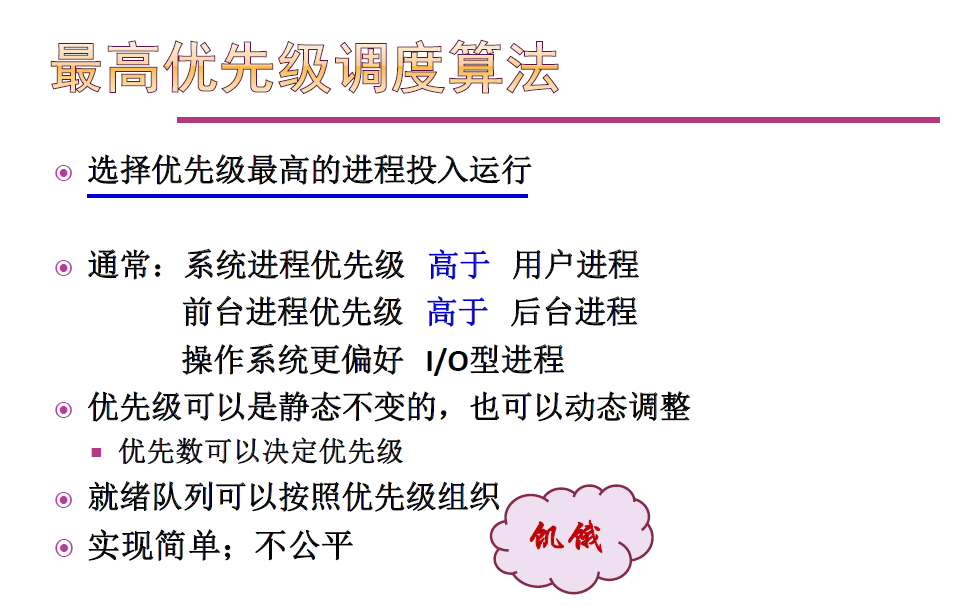 最高优先级调度算法
选择优先级最高的进程投入运行
通常：系统进程优先级 高于 用户进程
前台进程优先级 高于 后台进程
操作系统更偏好 I/O型进程
优先级可以是静态不变的，也可以动态调整
优先数可以决定优先级
就绪队列可以按照优先级组织
实现简单；不公平
饥饿